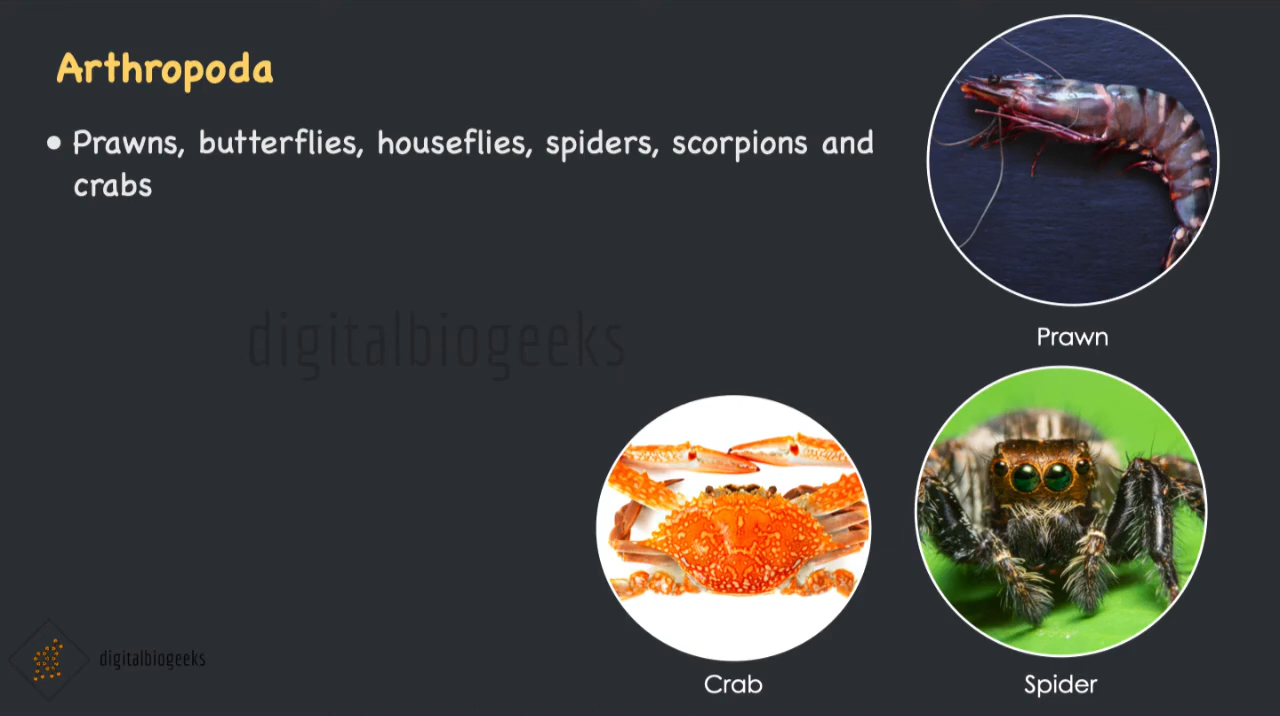 Arthropoda
• Prawns, butterflies, houseflies, spiders, scorpions and
crabs
digitalbiogeeks
Prawn
Crab
Spider
digitalbiogeeks